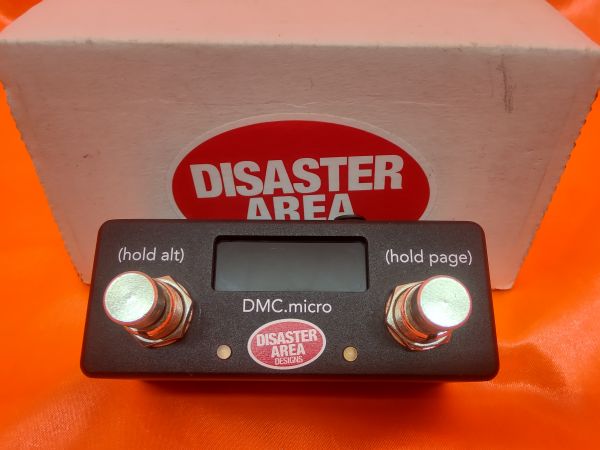 DISASTER
AREA
(hold alt)
(hold page)
DMC.micro
DISASTER
AREA
DESIGNS